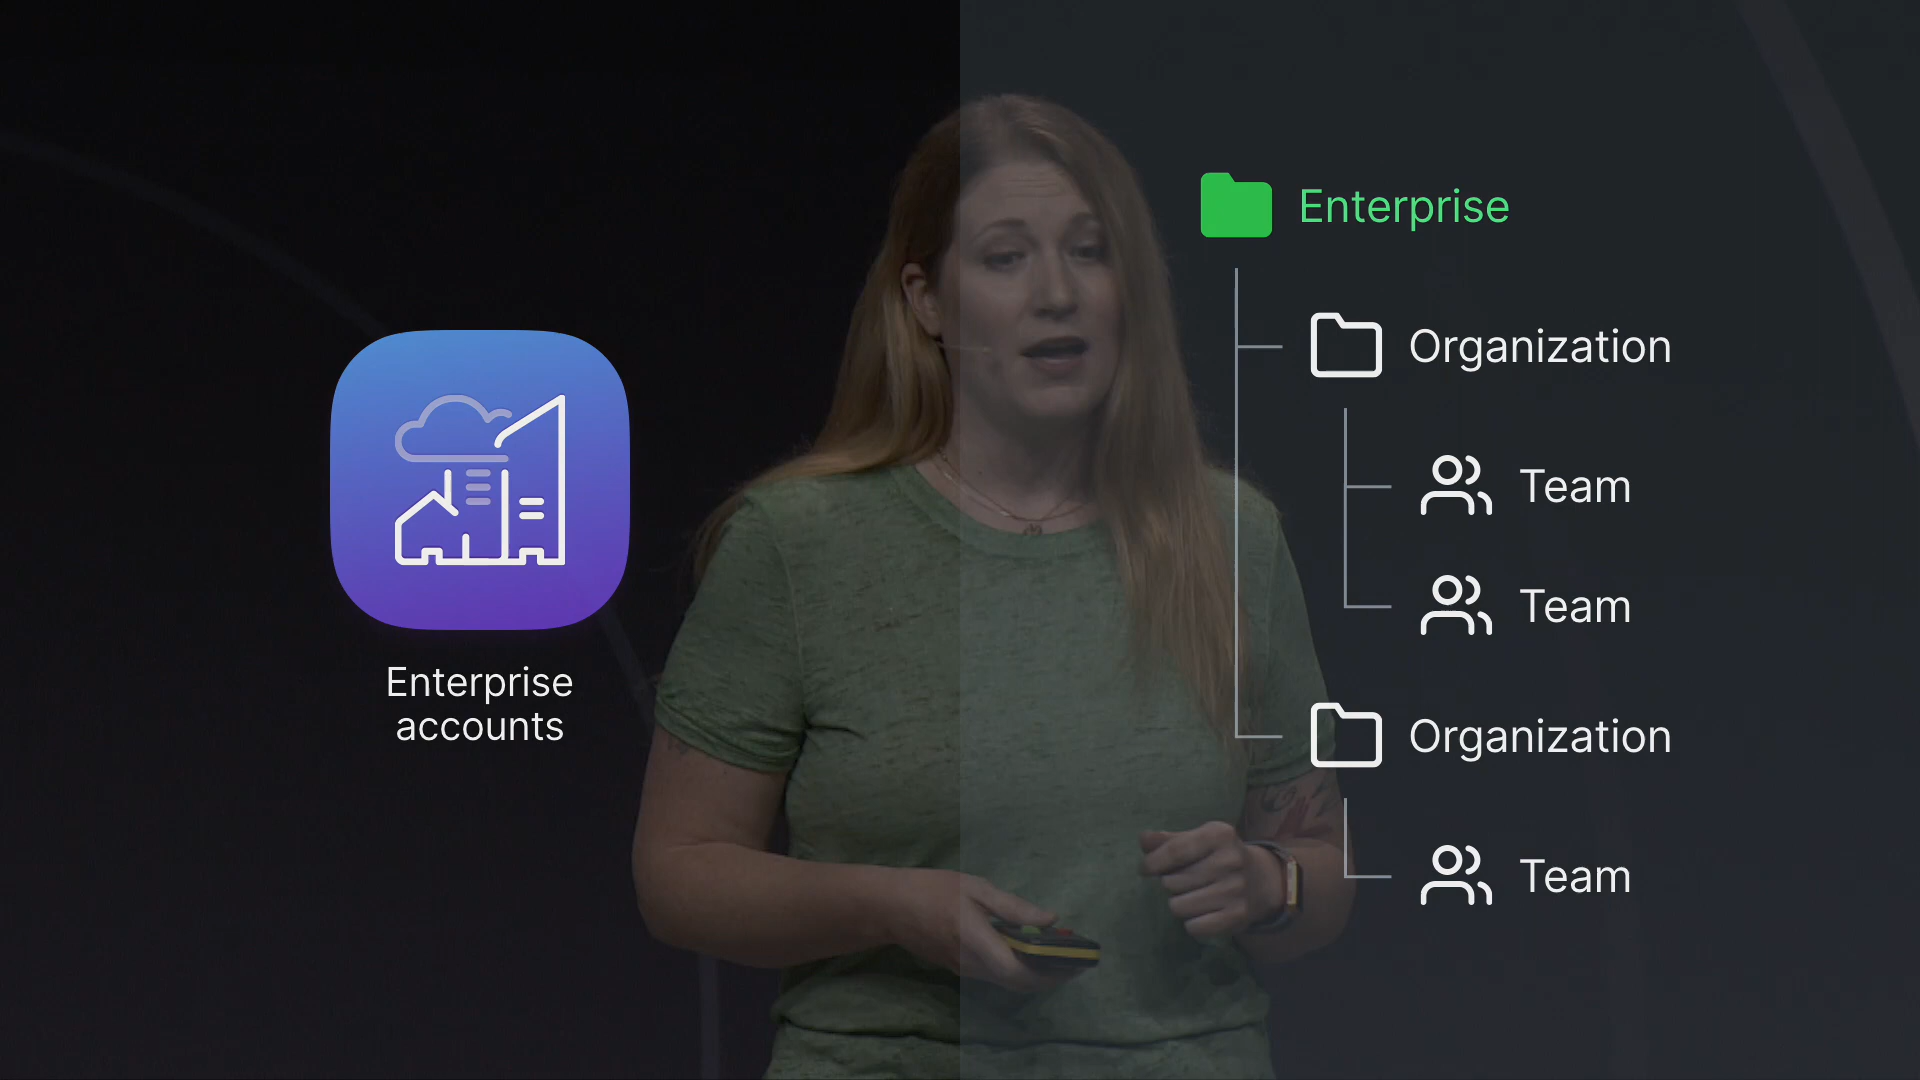 Enterprise
accounts
Enterprise
Organization
Team
Team
Organization
Team